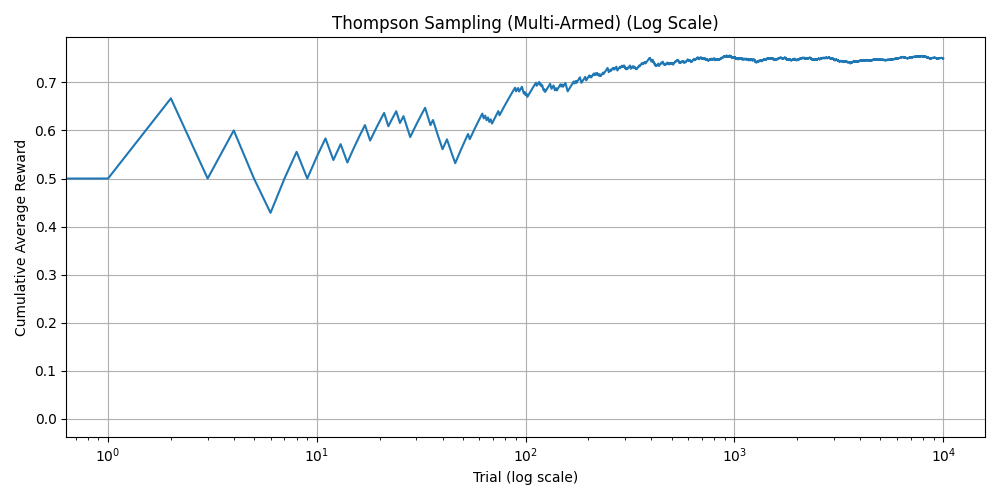 Thompson Sampling (Multi-Armed) (Log Scale)
Cumulative Average Reward
0.7
0.6
0.5
0.4
0.3
0.2
0.1
0.0
10⁰ 10¹ 10² 10³ 10⁴
Trial (log scale)